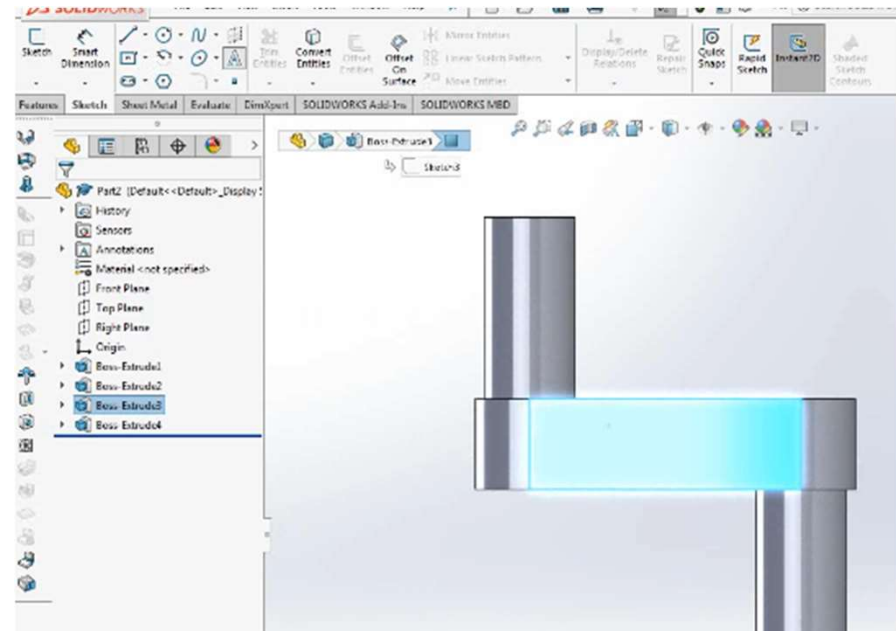 SOLIDWORKS
Sketch
Smart Dimension
Trim Entities
Convert Entities
Offset Entities
Offset On Surface
Mirror Entities
Linear Sketch Pattern
Move Entities
Display/Delete Relations
Repair Sketch
Quick Snaps
Rapid Sketch
Instant2D
Shaded Sketch Contours
Features Sketch Sheet Metal Evaluate DimXpert SOLIDWORKS Add-Ins SOLIDWORKS MBD
Boss-Extrude3
Sketch3
Part2 (Default<<Default>_Display S
History
Sensors
Annotations
Material <not specified>
Front Plane
Top Plane
Right Plane
Origin
Boss-Extrude1
Boss-Extrude2
Boss-Extrude3
Boss-Extrude4